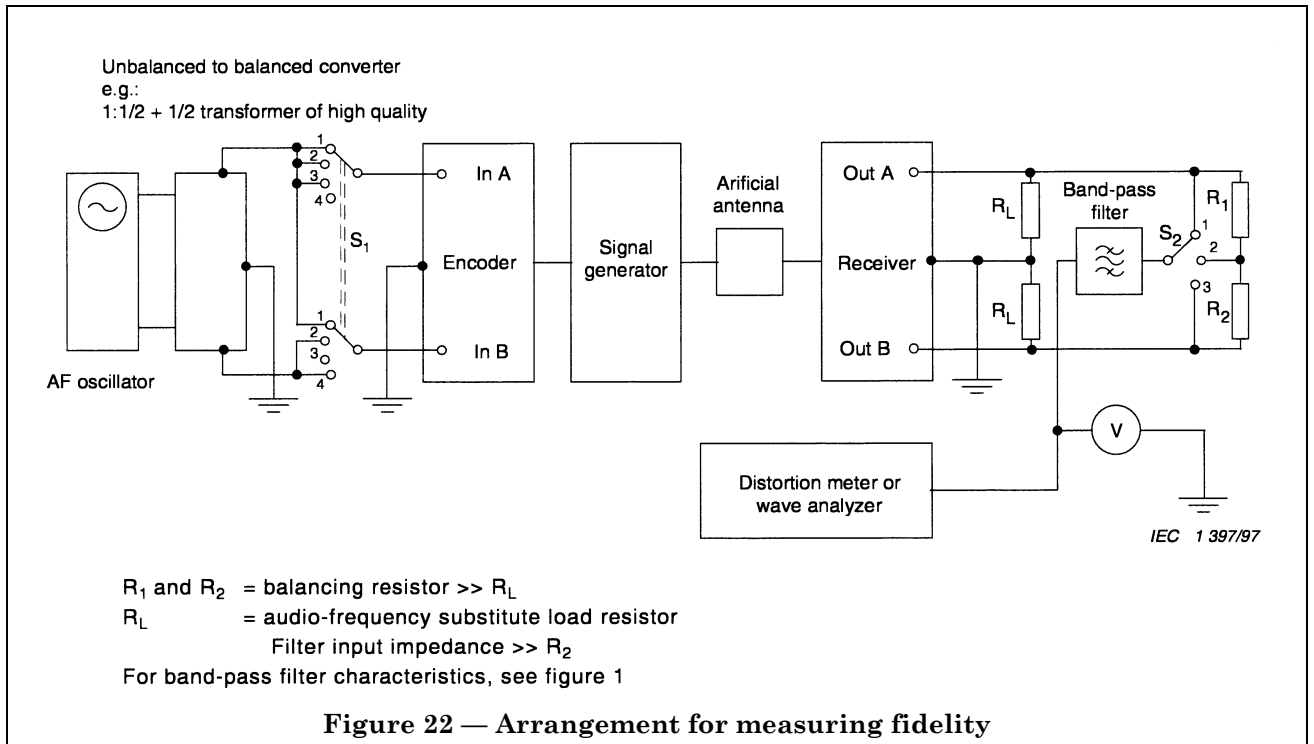 Unbalanced to balanced converter
e.g.:
1:1/2 + 1/2 transformer of high quality
1
2
3
4
S1
1
2
3
4
AF oscillator
In A
Encoder
In B
Signal
generator
Arificial
antenna
Out A
Receiver
Out B
RL
RL
Band-pass
filter
S2
1
2
3
R1
R2
V
Distortion meter or
wave analyzer
IEC 1 397/97
R1 and R2 = balancing resistor >> RL
RL = audio-frequency substitute load resistor
Filter input impedance >> R2
For band-pass filter characteristics, see figure 1
Figure 22 — Arrangement for measuring fidelity